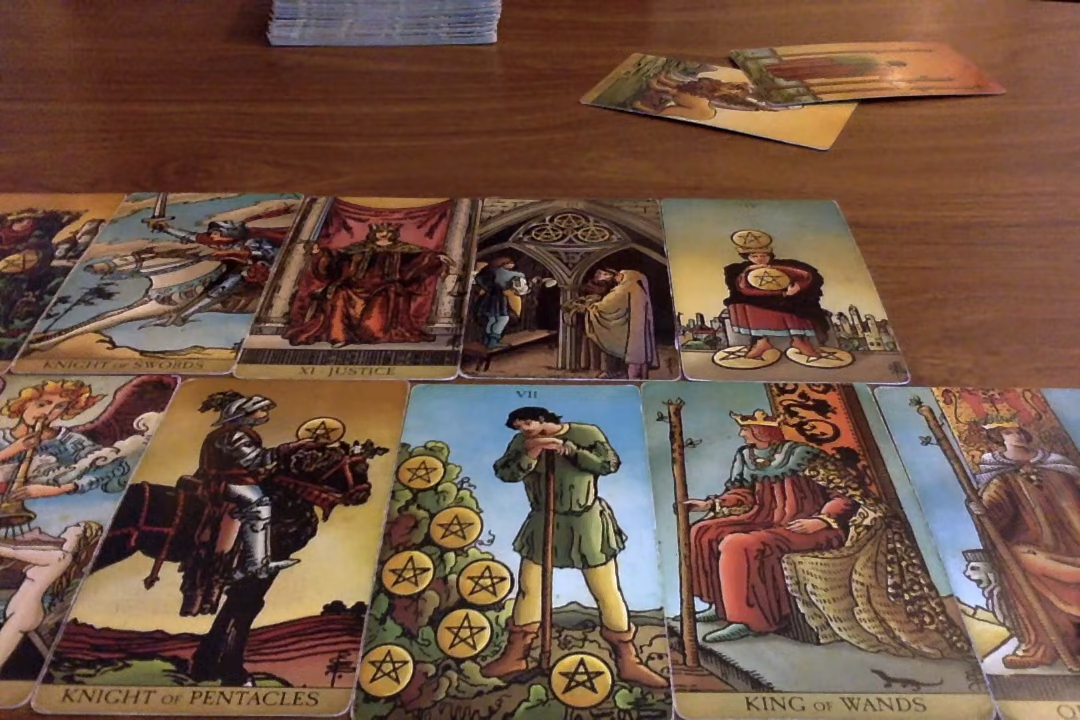 KNIGHT OF SWORDS
XI JUSTICE
VII
KNIGHT OF PENTACLES
KING OF WANDS